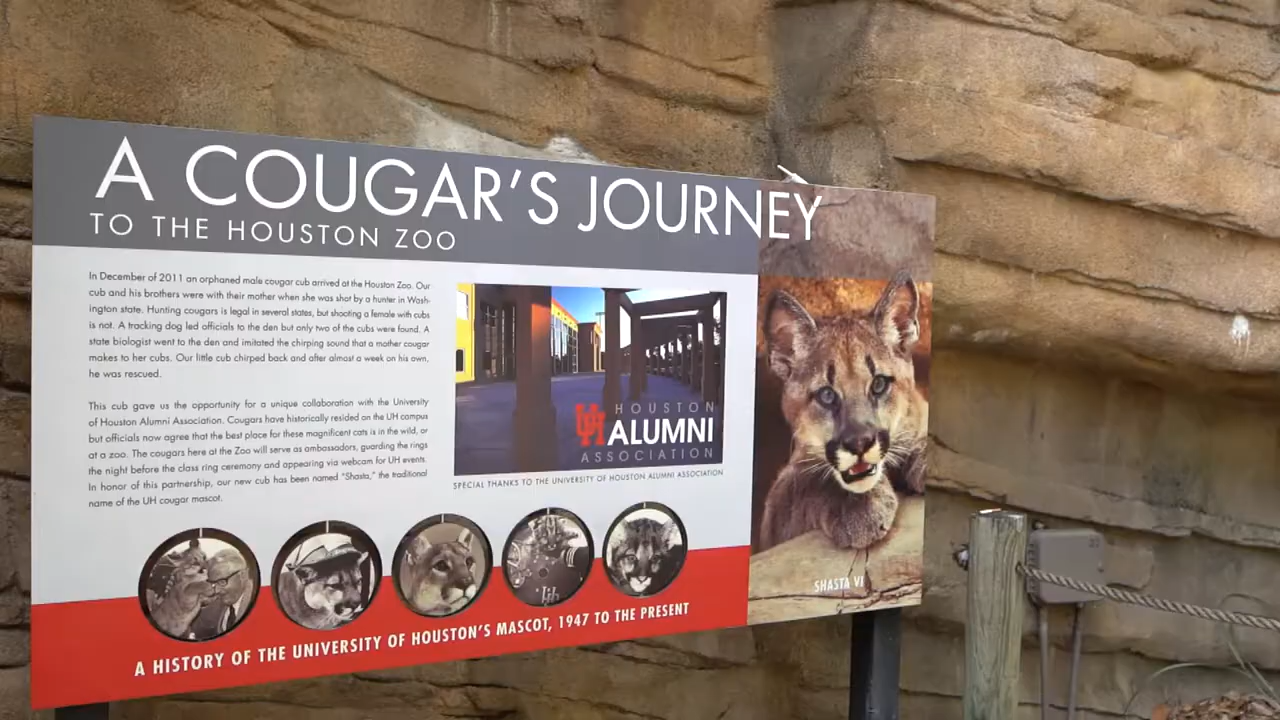 A COUGAR'S JOURNEY
TO THE HOUSTON ZOO
In December of 2011 an orphaned male cougar cub arrived at the Houston Zoo. Our
cub and his brothers were with their mother when she was shot by a hunter in Wash-
ington state. Hunting cougars is legal in several states, but shooting a female with cubs
is not. A tracking dog led officials to the den but only two of the cubs were found. A
state biologist went to the den and imitated the chirping sound that a mother cougar
makes to her cubs. Our little cub chirped back and after almost a week on his own,
he was rescued.
This cub gave us the opportunity for a unique collaboration with the University
of Houston Alumni Association. Cougars have historically resided on the UH campus
but officials now agree that the best place for these magnificent cats is in the wild, or
at a zoo. The cougars here at the Zoo will serve as ambassadors, guarding the rings
the night before the class ring ceremony and appearing via webcam for UH events.
In honor of this partnership, our new cub has been named "Shasta," the traditional
name of the UH cougar mascot.
UH HOUSTON
ALUMNI
ASSOCIATION
SPECIAL THANKS TO THE UNIVERSITY OF HOUSTON ALUMNI ASSOCIATION
SHASTA VI
A HISTORY OF THE UNIVERSITY OF HOUSTON'S MASCOT, 1947 TO THE PRESENT